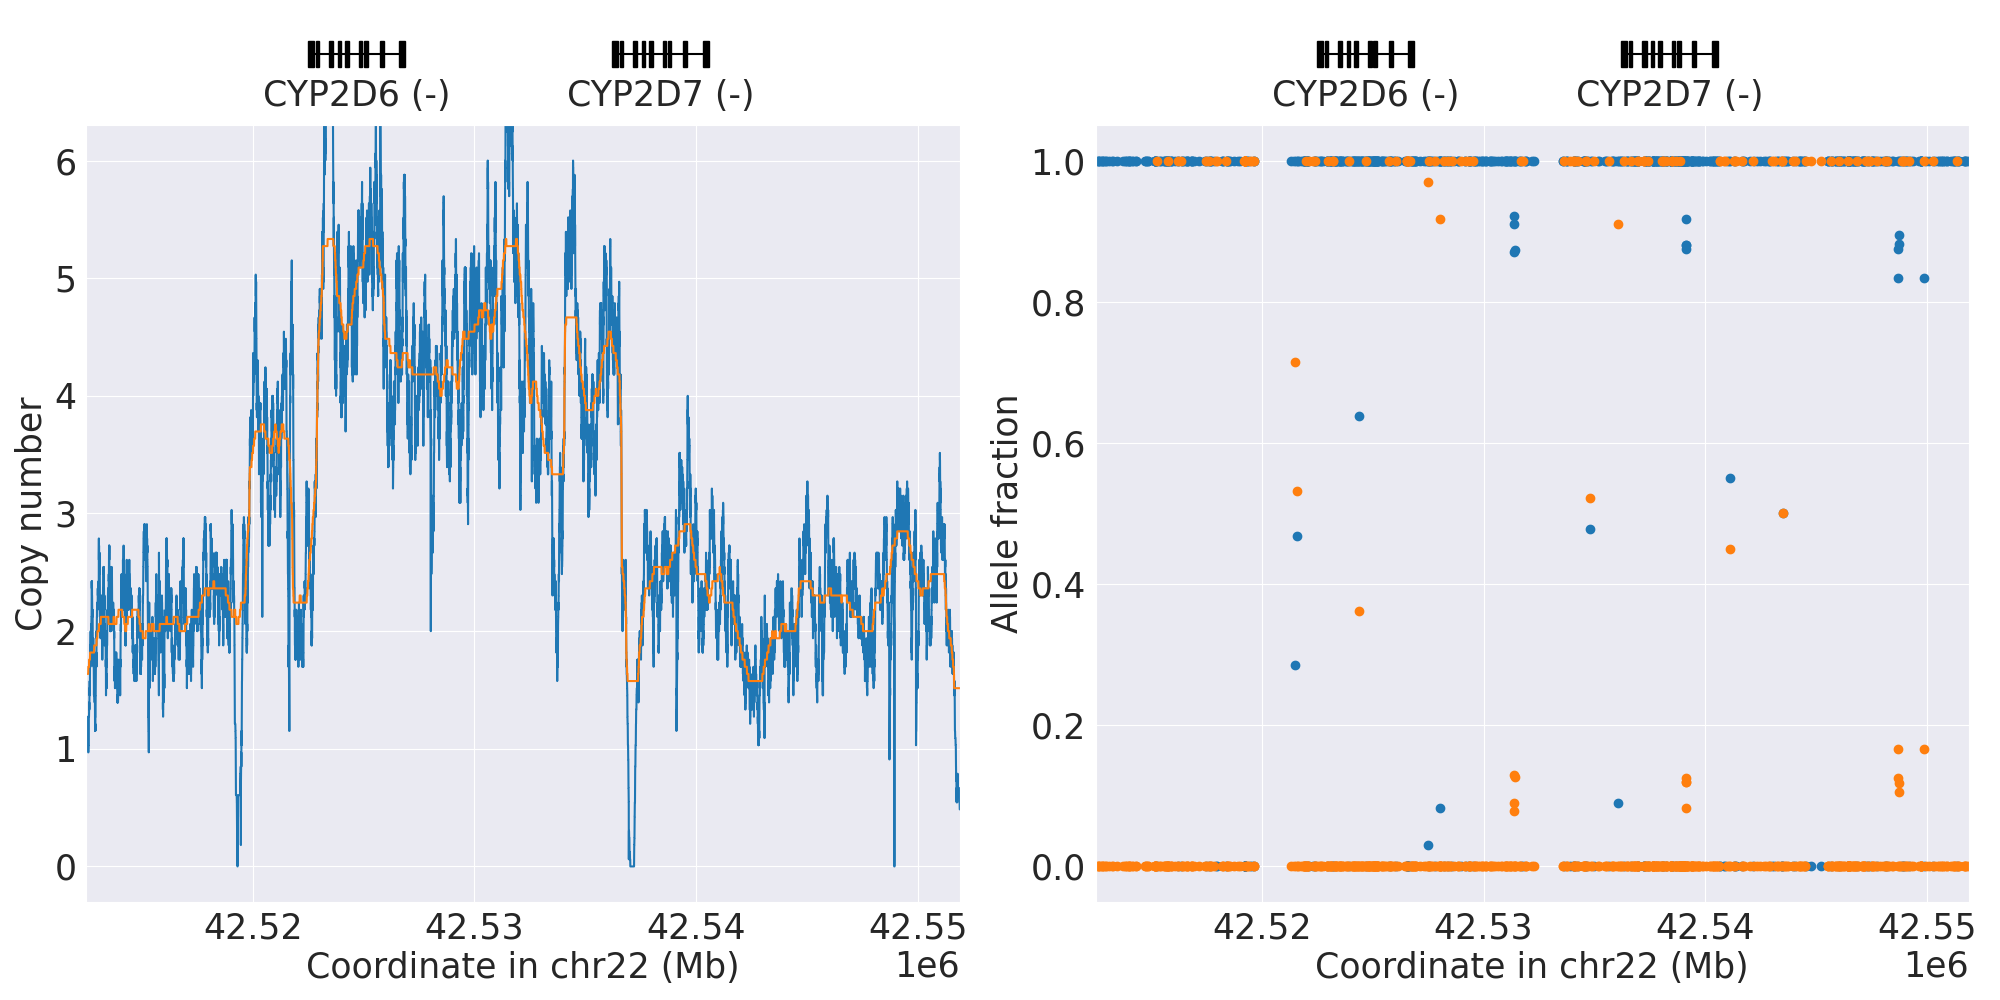 CYP2D6 (-) CYP2D7 (-)
6
5
4
3
2
1
0
Copy number
42.52 42.53 42.54 42.55
Coordinate in chr22 (Mb) 1e6
CYP2D6 (-) CYP2D7 (-)
1.0
0.8
0.6
0.4
0.2
0.0
Allele fraction
42.52 42.53 42.54 42.55
Coordinate in chr22 (Mb) 1e6